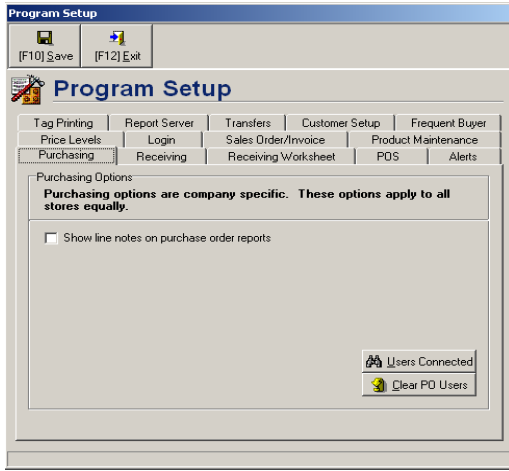 Program Setup
[F10] Save [F12] Exit
Program Setup
Tag Printing Report Server Transfers Customer Setup Frequent Buyer
Price Levels Login Sales Order/Invoice Product Maintenance
Purchasing Receiving Receiving Worksheet POS Alerts
Purchasing Options
Purchasing options are company specific. These options apply to all
stores equally.
Show line notes on purchase order reports
Users Connected
Clear PO Users